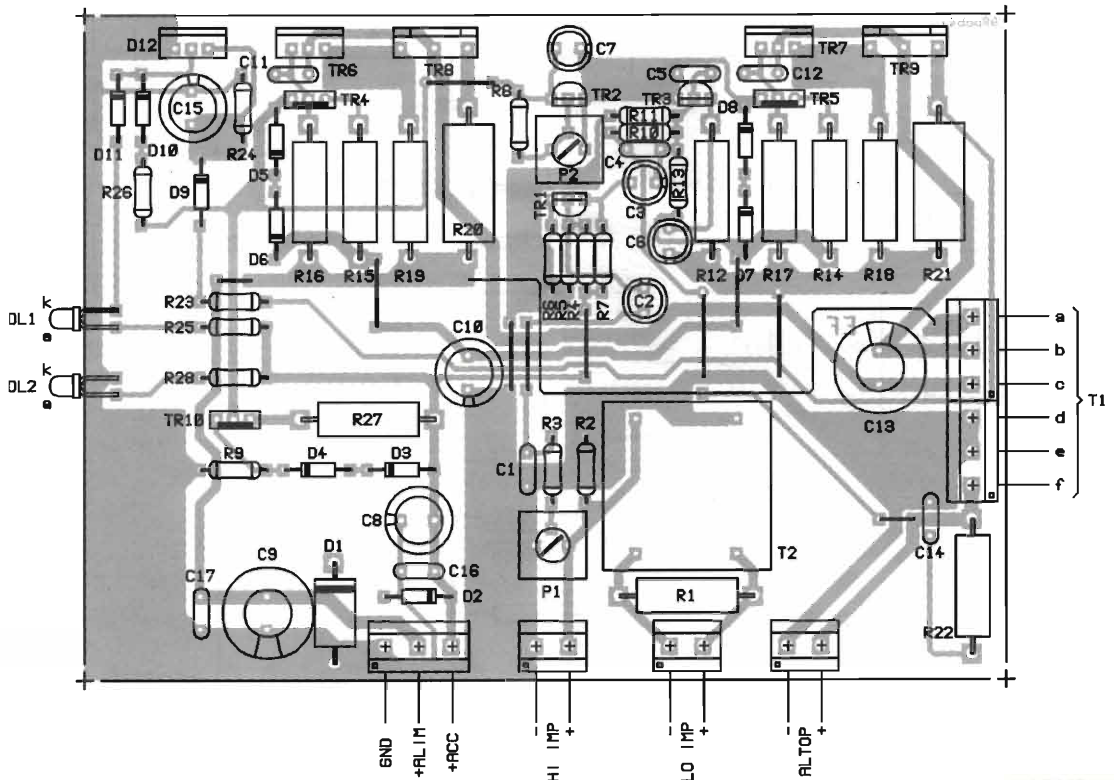 D12
C11
TR6
TR8
C7
TR7
TR9
C15
TR4
R8
TR2
C5
TR3
C12
D8
TR5
R11
R10
D11
D10
R24
D5
C4
P2
R13
R26
D9
TR1
C3
C6
R20
D6
R16
R15
R19
R12
D7
R17
R14
R18
R21
R6
R5
R4
R7
C2
R23
R25
R28
C10
C13
k
DL1
a
k
DL2
a
a
b
c
d
e
f
T1
TR10
R27
R9
D4
D3
R3
R2
C1
C8
C14
T2
P1
C17
C9
D1
C16
D2
R1
R22
GND
+ALIM
+ACC
- HI IMP +
- LO IMP +
- ALTOP +